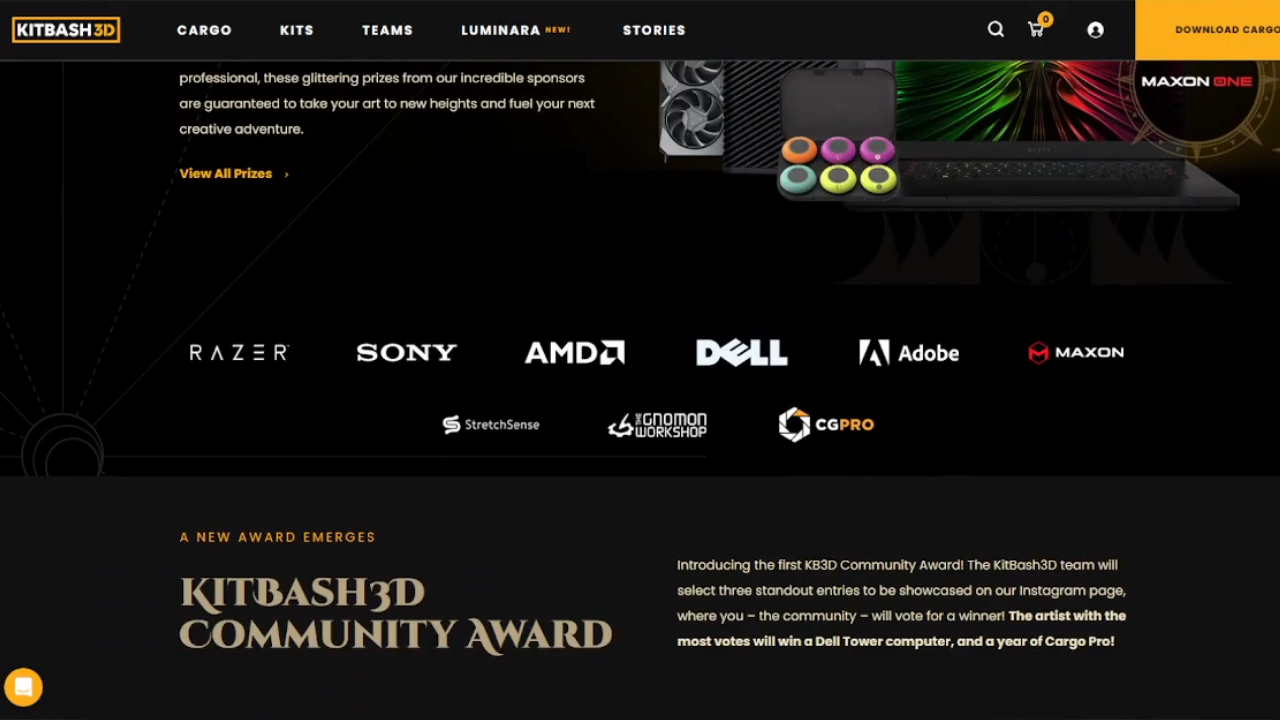 KITBASH3D
CARGO
KITS
TEAMS
LUMINARA NEW!
STORIES
0
DOWNLOAD CARGO
professional, these glittering prizes from our incredible sponsors
are guaranteed to take your art to new heights and fuel your next
creative adventure.
View All Prizes ›
MAXON ONE
RAZER
SONY
AMD
DELL
Adobe
MAXON
StretchSense
THE GNOMON
WORKSHOP
CGPRO
A NEW AWARD EMERGES
KITBASH3D
COMMUNITY AWARD
Introducing the first KB3D Community Award! The KitBash3D team will
select three standout entries to be showcased on our Instagram page,
where you – the community – will vote for a winner! The artist with the
most votes will win a Dell Tower computer, and a year of Cargo Pro!